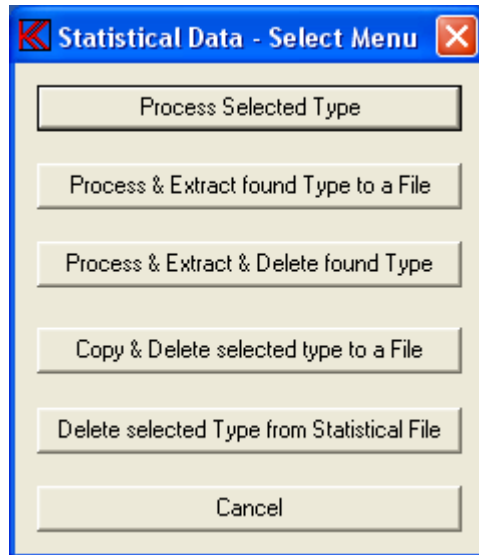 Statistical Data - Select Menu
Process Selected Type
Process & Extract found Type to a File
Process & Extract & Delete found Type
Copy & Delete selected type to a File
Delete selected Type from Statistical File
Cancel